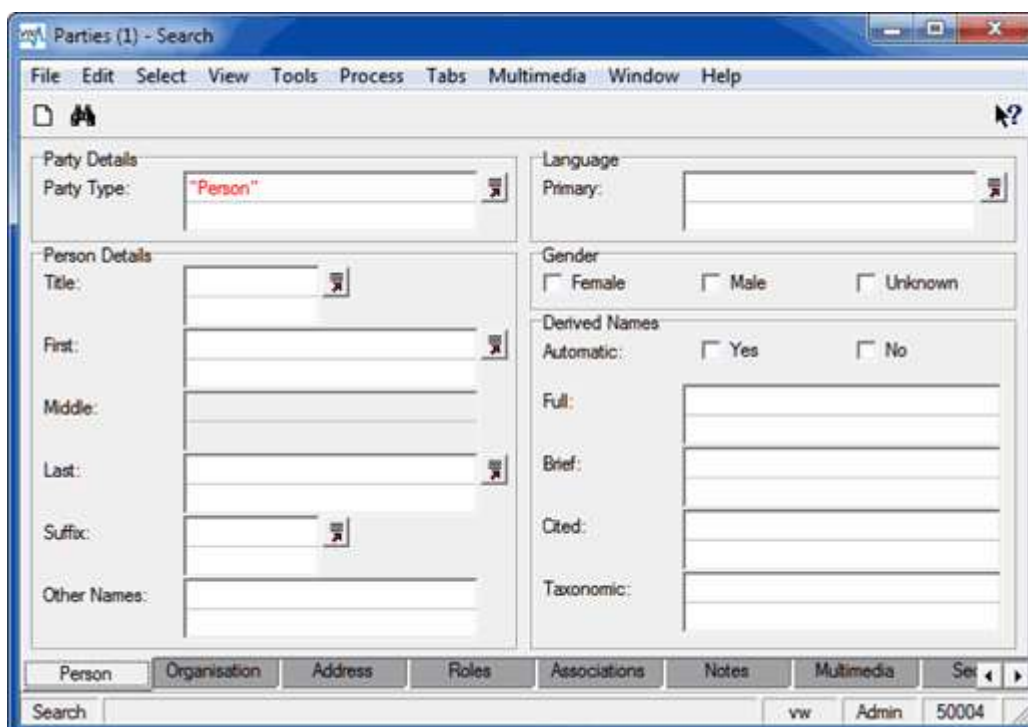 Parties (1) - Search
File Edit Select View Tools Process Tabs Multimedia Window Help
Party Details
Party Type: "Person"
Language
Primary:
Person Details
Title:
First:
Middle:
Last:
Suffix:
Other Names:
Gender
Female Male Unknown
Derived Names
Automatic: Yes No
Full:
Brief:
Cited:
Taxonomic:
Person Organisation Address Roles Associations Notes Multimedia
Search vw Admin 50004